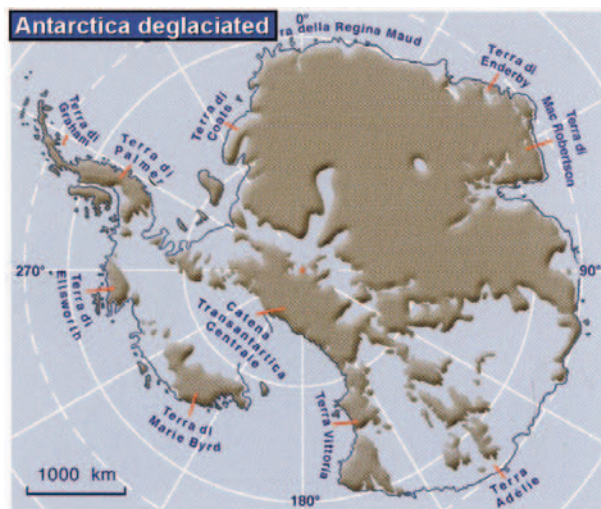 Antarctica deglaciated
0°
ra della Regina Maud
Terra di
Enderby
Terra di
Mac Robertson
Terra di
Coats
Terra di
Graham
Terra di
Palmer
270°
90°
Terra di
Ellsworth
Catena
Transantartica
Centrale
Terra di
Marie Byrd
Terra Vittoria
Terra
Adélie
1000 km
180°